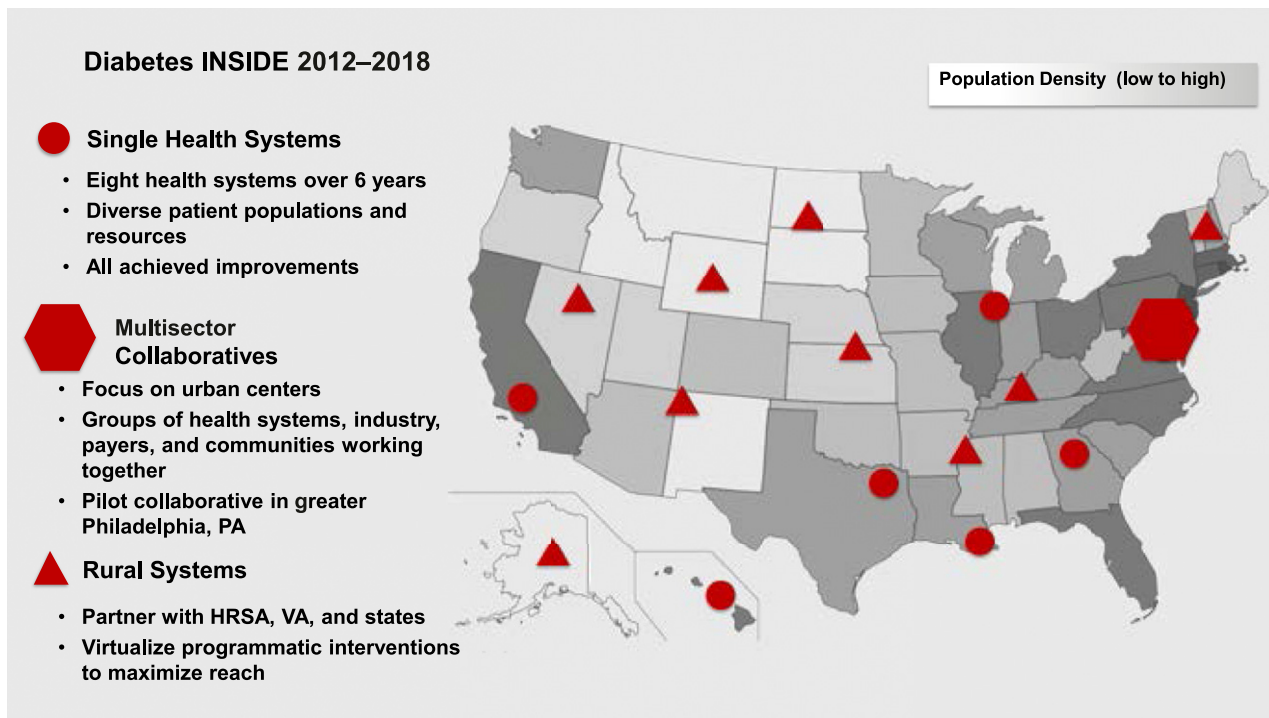 Diabetes INSIDE 2012–2018
Population Density (low to high)
Single Health Systems
• Eight health systems over 6 years
• Diverse patient populations and
resources
• All achieved improvements
Multisector
Collaboratives
• Focus on urban centers
• Groups of health systems, industry,
payers, and communities working
together
• Pilot collaborative in greater
Philadelphia, PA
Rural Systems
• Partner with HRSA, VA, and states
• Virtualize programmatic interventions
to maximize reach